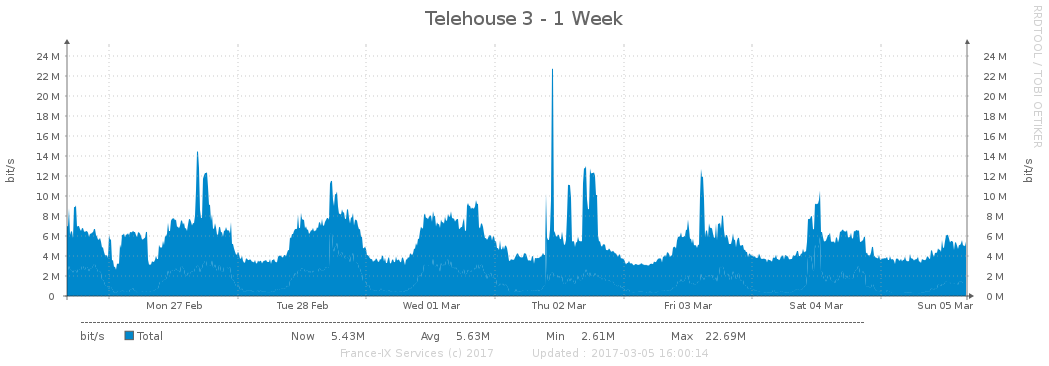 Telehouse 3 - 1 Week
RRDTOOL / TOBI OETIKER
bit/s
24 M 24 M
22 M 22 M
20 M 20 M
18 M 18 M
16 M 16 M
14 M 14 M
12 M 12 M
10 M 10 M
8 M 8 M
6 M 6 M
4 M 4 M
2 M 2 M
0 0 M
bit/s
Mon 27 Feb Tue 28 Feb Wed 01 Mar Thu 02 Mar Fri 03 Mar Sat 04 Mar Sun 05 Mar
bit/s Total Now 5.43M Avg 5.63M Min 2.61M Max 22.69M
France-IX Services (c) 2017 Updated : 2017-03-05 16:00:14